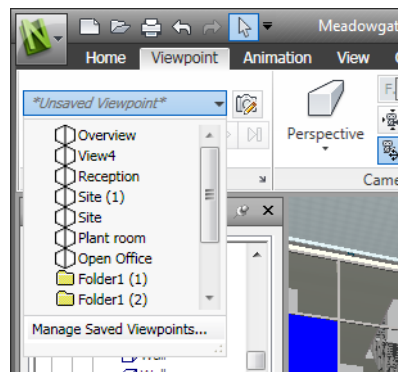 Meadowgat
Home Viewpoint Animation View
*Unsaved Viewpoint*
Perspective
Came
Overview
View4
Reception
Site (1)
Site
Plant room
Open Office
Folder1 (1)
Folder1 (2)
Manage Saved Viewpoints...
Wall